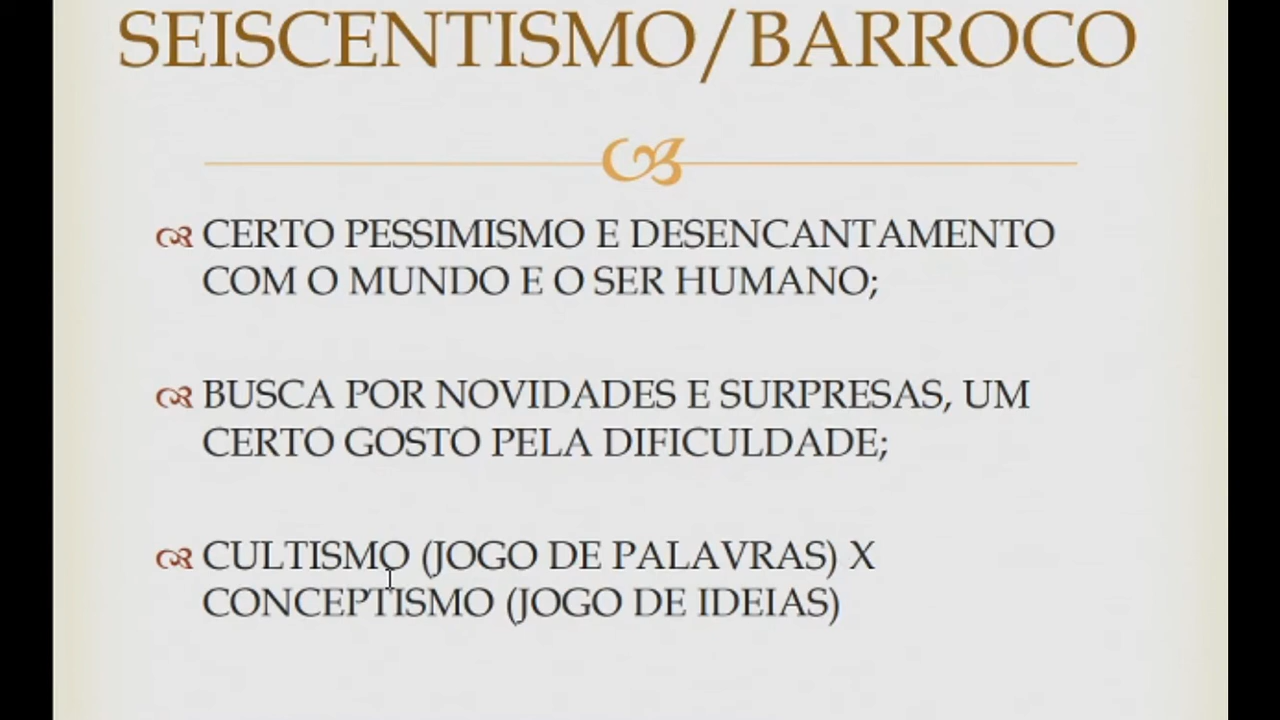 SEISCENTISMO/BARROCO
CERTO PESSIMISMO E DESENCANTAMENTO
COM O MUNDO E O SER HUMANO;
BUSCA POR NOVIDADES E SURPRESAS, UM
CERTO GOSTO PELA DIFICULDADE;
CULTISMO (JOGO DE PALAVRAS) X
CONCEPTISMO (JOGO DE IDEIAS)